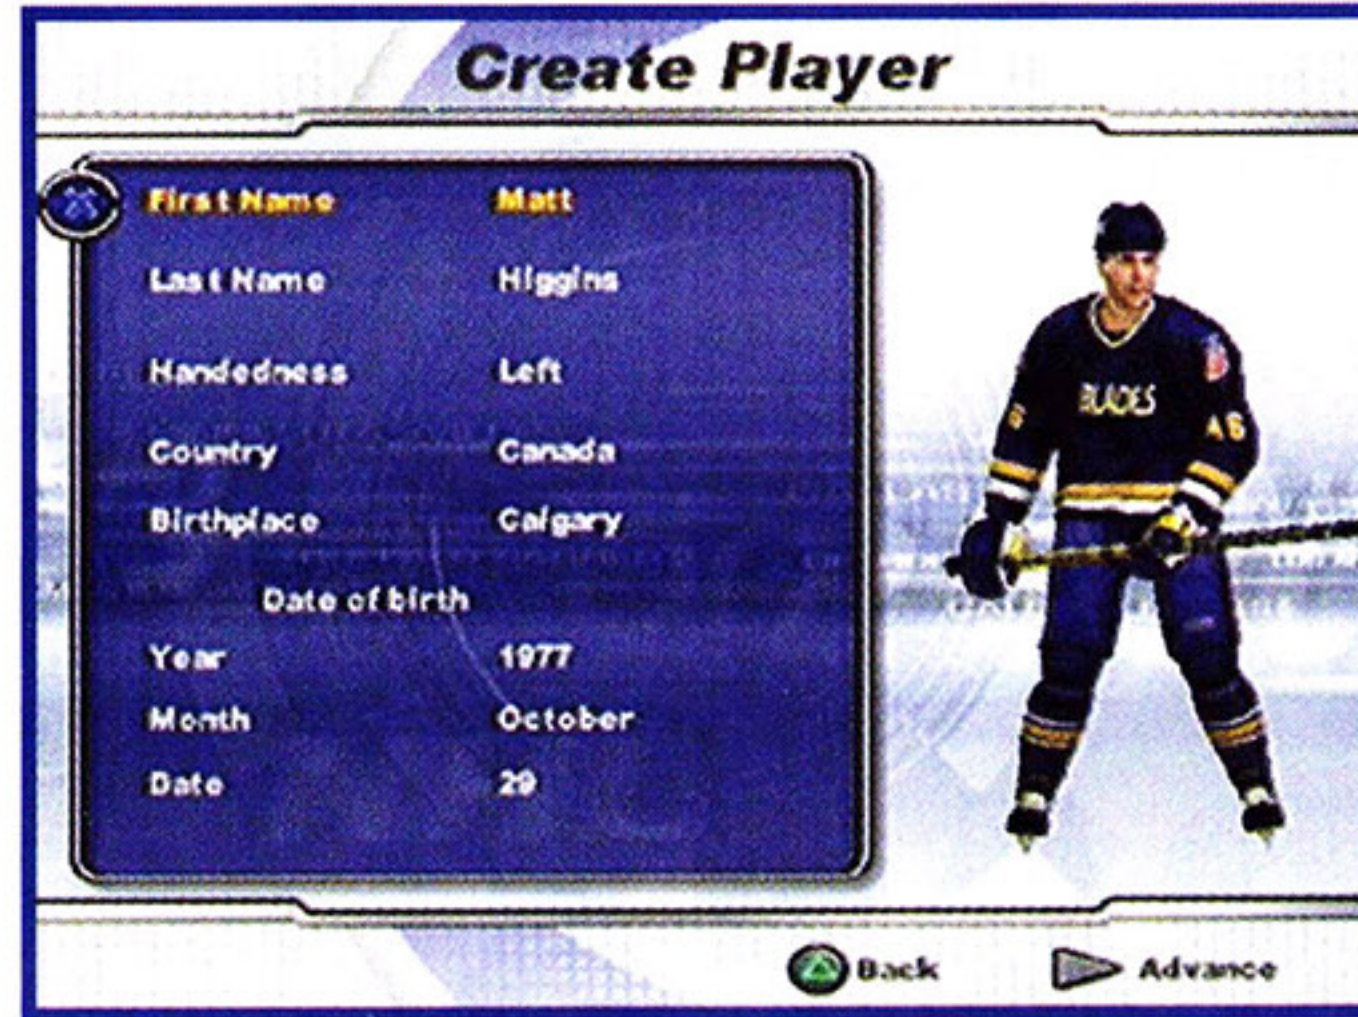 Create Player
First Name Matt
Last Name Higgins
Handedness Left
Country Canada
Birthplace Calgary
Date of birth
Year 1977
Month October
Date 29
BLADES
Back Advance